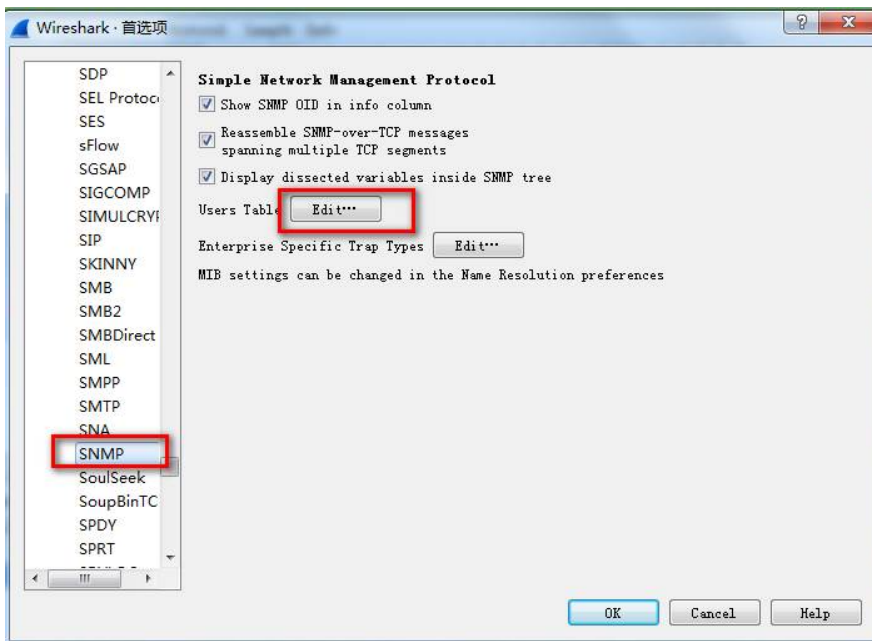 Wireshark · 首选项
SDP
SEL Protoc
SES
sFlow
SGSAP
SIGCOMP
SIMULCRY
SIP
SKINNY
SMB
SMB2
SMBDirect
SML
SMPP
SMTP
SNA
SNMP
SoulSeek
SoupBinTC
SPDY
SPRT
Simple Network Management Protocol
Show SNMP OID in info column
Reassemble SNMP-over-TCP messages
spanning multiple TCP segments
Display dissected variables inside SNMP tree
Users Table Edit…
Enterprise Specific Trap Types Edit…
MIB settings can be changed in the Name Resolution preferences
OK Cancel Help